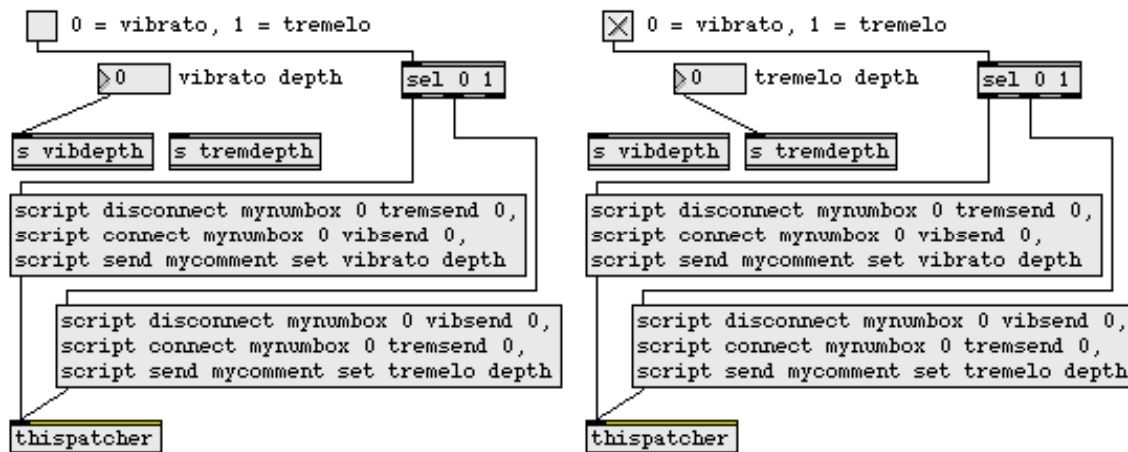 0 = vibrato, 1 = tremelo
0 vibrato depth
sel 0 1
s vibdepth
s tremdepth
script disconnect mynumbox 0 tremsend 0,
script connect mynumbox 0 vibsend 0,
script send mycomment set vibrato depth
script disconnect mynumbox 0 vibsend 0,
script connect mynumbox 0 tremsend 0,
script send mycomment set tremelo depth
thispatcher
0 = vibrato, 1 = tremelo
0 tremelo depth
sel 0 1
s vibdepth
s tremdepth
script disconnect mynumbox 0 tremsend 0,
script connect mynumbox 0 vibsend 0,
script send mycomment set vibrato depth
script disconnect mynumbox 0 vibsend 0,
script connect mynumbox 0 tremsend 0,
script send mycomment set tremelo depth
thispatcher